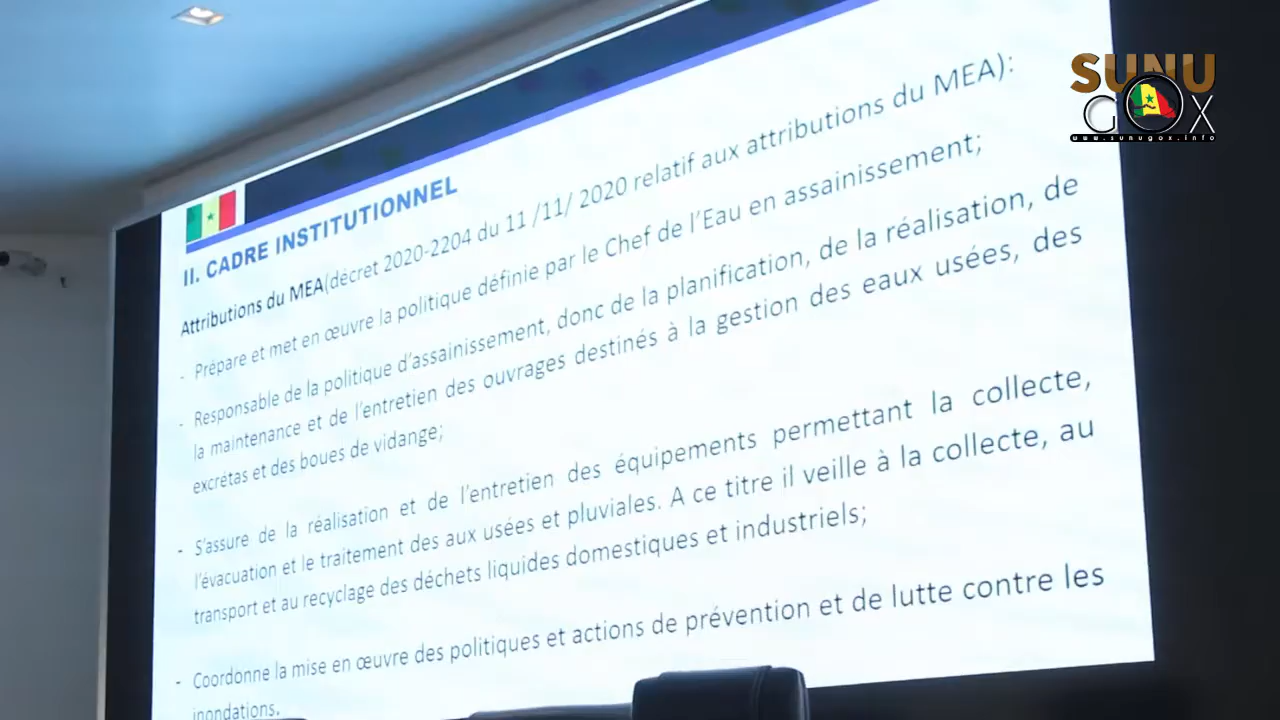 SUNU
GOX
www.sunugox.info
II. CADRE INSTITUTIONNEL
Attributions du MEA(décret 2020-2204 du 11 /11/ 2020 relatif aux attributions du MEA):
- Prépare et met en œuvre la politique définie par le Chef de l'Eau en assainissement;
- Responsable de la politique d'assainissement, donc de la planification, de la réalisation, de
la maintenance et de l'entretien des ouvrages destinés à la gestion des eaux usées, des
excrétas et des boues de vidange;
- S'assure de la réalisation et de l'entretien des équipements permettant la collecte,
l'évacuation et le traitement des aux usées et pluviales. A ce titre il veille à la collecte, au
transport et au recyclage des déchets liquides domestiques et industriels;
- Coordonne la mise en œuvre des politiques et actions de prévention et de lutte contre les
inondations.